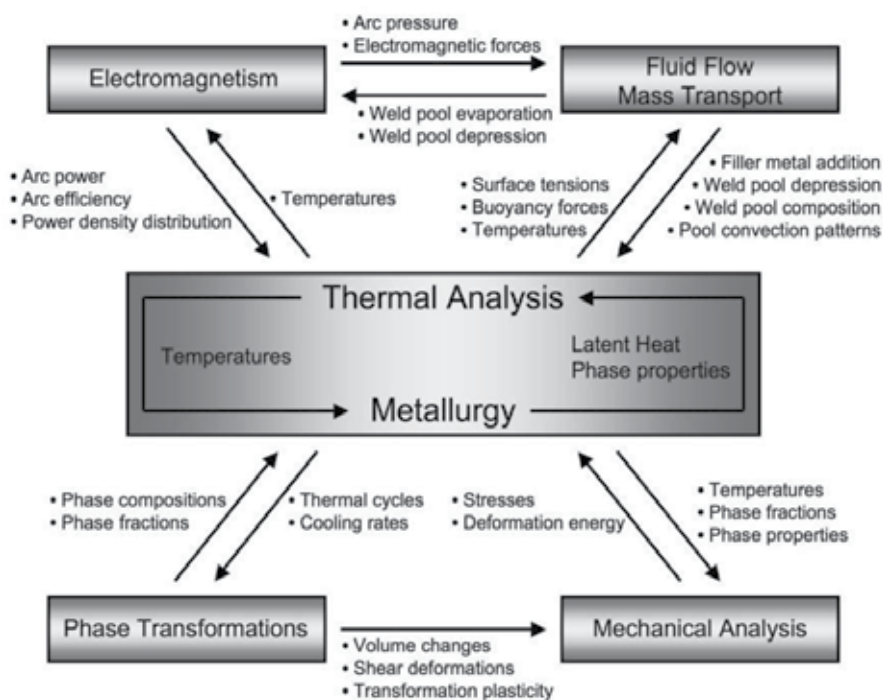 • Arc pressure
• Electromagnetic forces
Electromagnetism
Fluid Flow
Mass Transport
• Weld pool evaporation
• Weld pool depression
• Arc power
• Arc efficiency
• Power density distribution
• Temperatures
• Surface tensions
• Buoyancy forces
• Temperatures
• Filler metal addition
• Weld pool depression
• Weld pool composition
• Pool convection patterns
Thermal Analysis
Temperatures
Latent Heat
Phase properties
Metallurgy
• Phase compositions
• Phase fractions
• Thermal cycles
• Cooling rates
• Stresses
• Deformation energy
• Temperatures
• Phase fractions
• Phase properties
Phase Transformations
Mechanical Analysis
• Volume changes
• Shear deformations
• Transformation plasticity